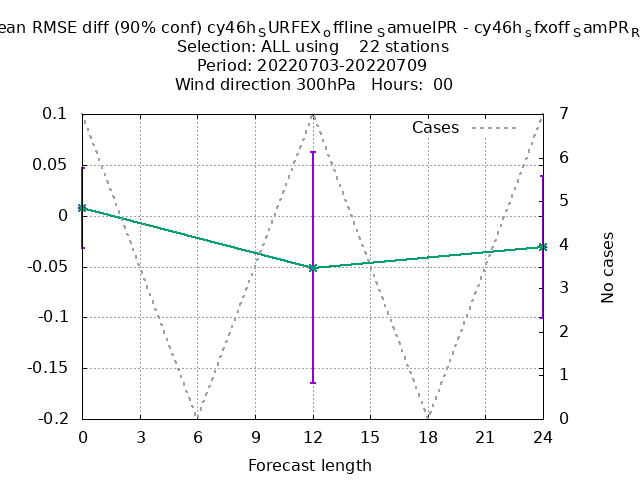 ean RMSE diff (90% conf) cy46h_SURFEX_offline_SamuelPR - cy46h_sfxoff_SamPR_R
Selection: ALL using 22 stations
Period: 20220703-20220709
Wind direction 300hPa Hours: 00
Cases
0.1
0.05
0
-0.05
-0.1
-0.15
-0.2
7
6
5
4
3
2
1
0
No cases
0 3 6 9 12 15 18 21 24
Forecast length